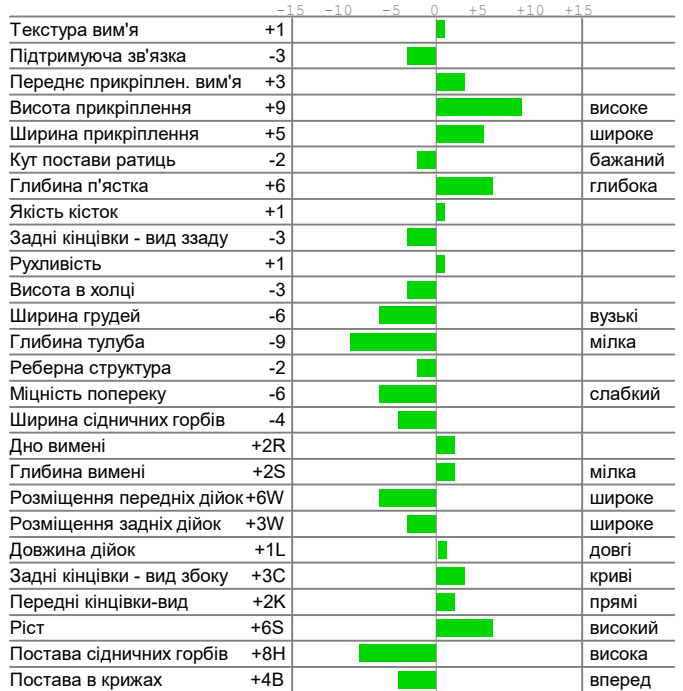 -15 -10 -5 0 +5 +10 +15
Текстура вим'я +1
Підтримуюча зв'язка -3
Переднє прикріплен. вим'я +3
Висота прикріплення +9 високе
Ширина прикріплення +5 широке
Кут постави ратиць -2 бажаний
Глибина п'ястка +6 глибока
Якість кісток +1
Задні кінцівки - вид ззаду -3
Рухливість +1
Висота в холці -3
Ширина грудей -6 вузькі
Глибина тулуба -9 мілка
Реберна структура -2
Міцність попереку -6 слабкий
Ширина сідничних горбів -4
Дно вимені +2R
Глибина вимені +2S мілка
Розміщення передніх дійок +6W широке
Розміщення задніх дійок +3W широке
Довжина дійок +1L довгі
Задні кінцівки - вид збоку +3C криві
Передні кінцівки-вид +2K прямі
Ріст +6S високий
Постава сідничних горбів +8H висока
Постава в крижах +4B вперед